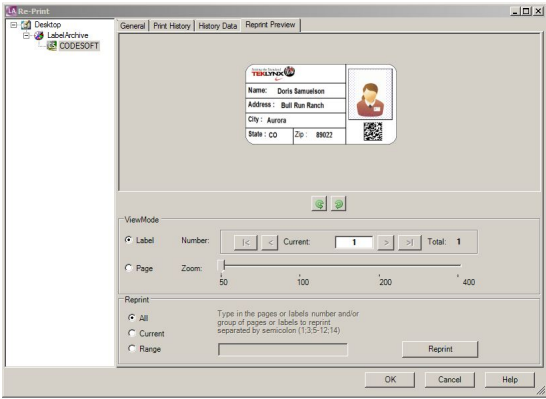 Re-Print
Desktop
LabelArchive
CODESOFT
General Print History History Data Reprint Preview
TEKLYNX
Name: Doris Samuelson
Address : Bull Run Ranch
City : Aurora
State : CO Zip : 89022
ViewMode
Label Number: |< < Current: 1 > >| Total: 1
Page Zoom:
50 100 200 400
Reprint
All
Current
Range
Type in the pages or labels number and/or
group of pages or labels to reprint
separated by semicolon (1;3;5-12;14)
Reprint
OK Cancel Help